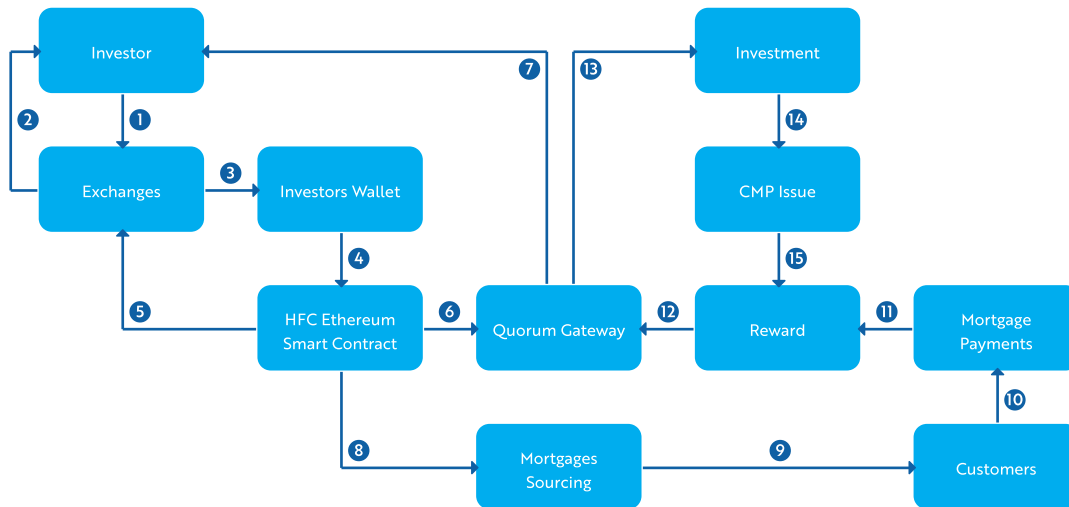 Investor
7
13
Investment
2
1
14
Exchanges
3
Investors Wallet
CMP Issue
4
15
5
HFC Ethereum
Smart Contract
6
Quorum Gateway
12
Reward
11
Mortgage
Payments
10
8
Mortgages
Sourcing
9
Customers